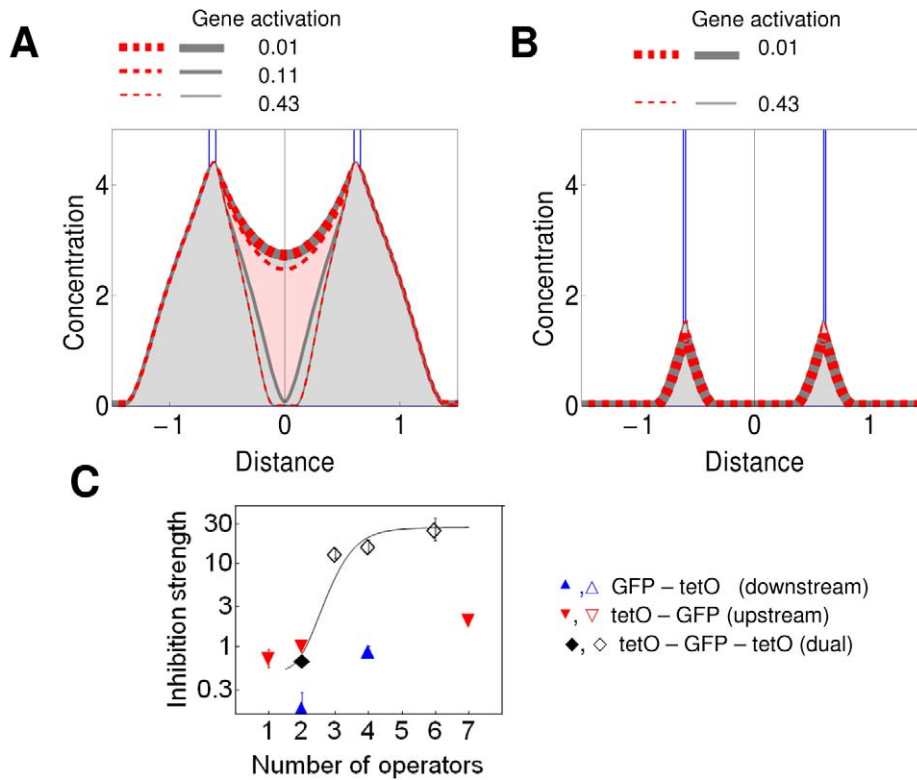 A
Gene activation
0.01
0.11
0.43
Concentration
4
2
0
−1 0 1
Distance
B
Gene activation
0.01
0.43
Concentration
4
2
0
−1 0 1
Distance
C
Inhibition strength
30
10
3
1
0.3
1 2 3 4 5 6 7
Number of operators
, GFP – tetO (downstream)
, tetO – GFP (upstream)
, tetO – GFP – tetO (dual)